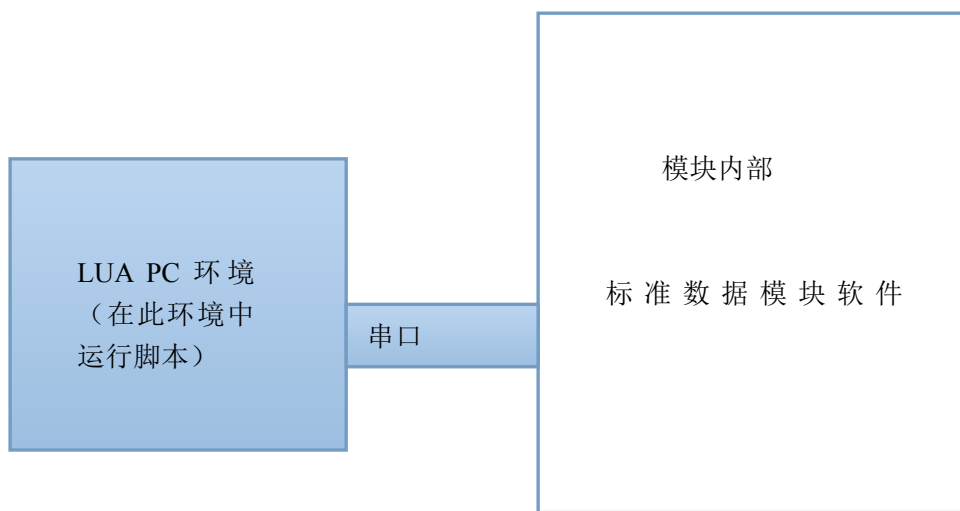 LUA PC 环境
（在此环境中
运行脚本）
串口
模块内部
标准数据模块软件